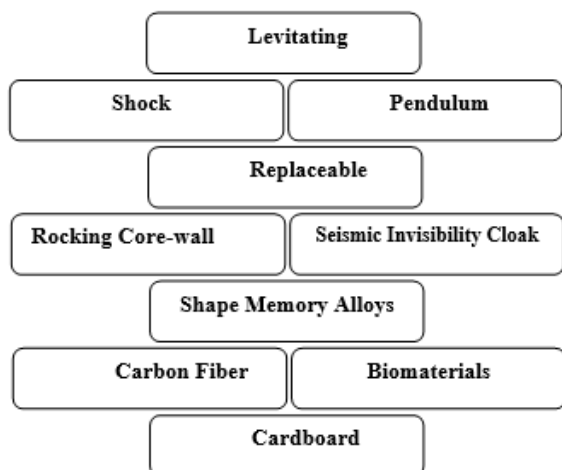 Levitating
Shock
Pendulum
Replaceable
Rocking Core-wall
Seismic Invisibility Cloak
Shape Memory Alloys
Carbon Fiber
Biomaterials
Cardboard